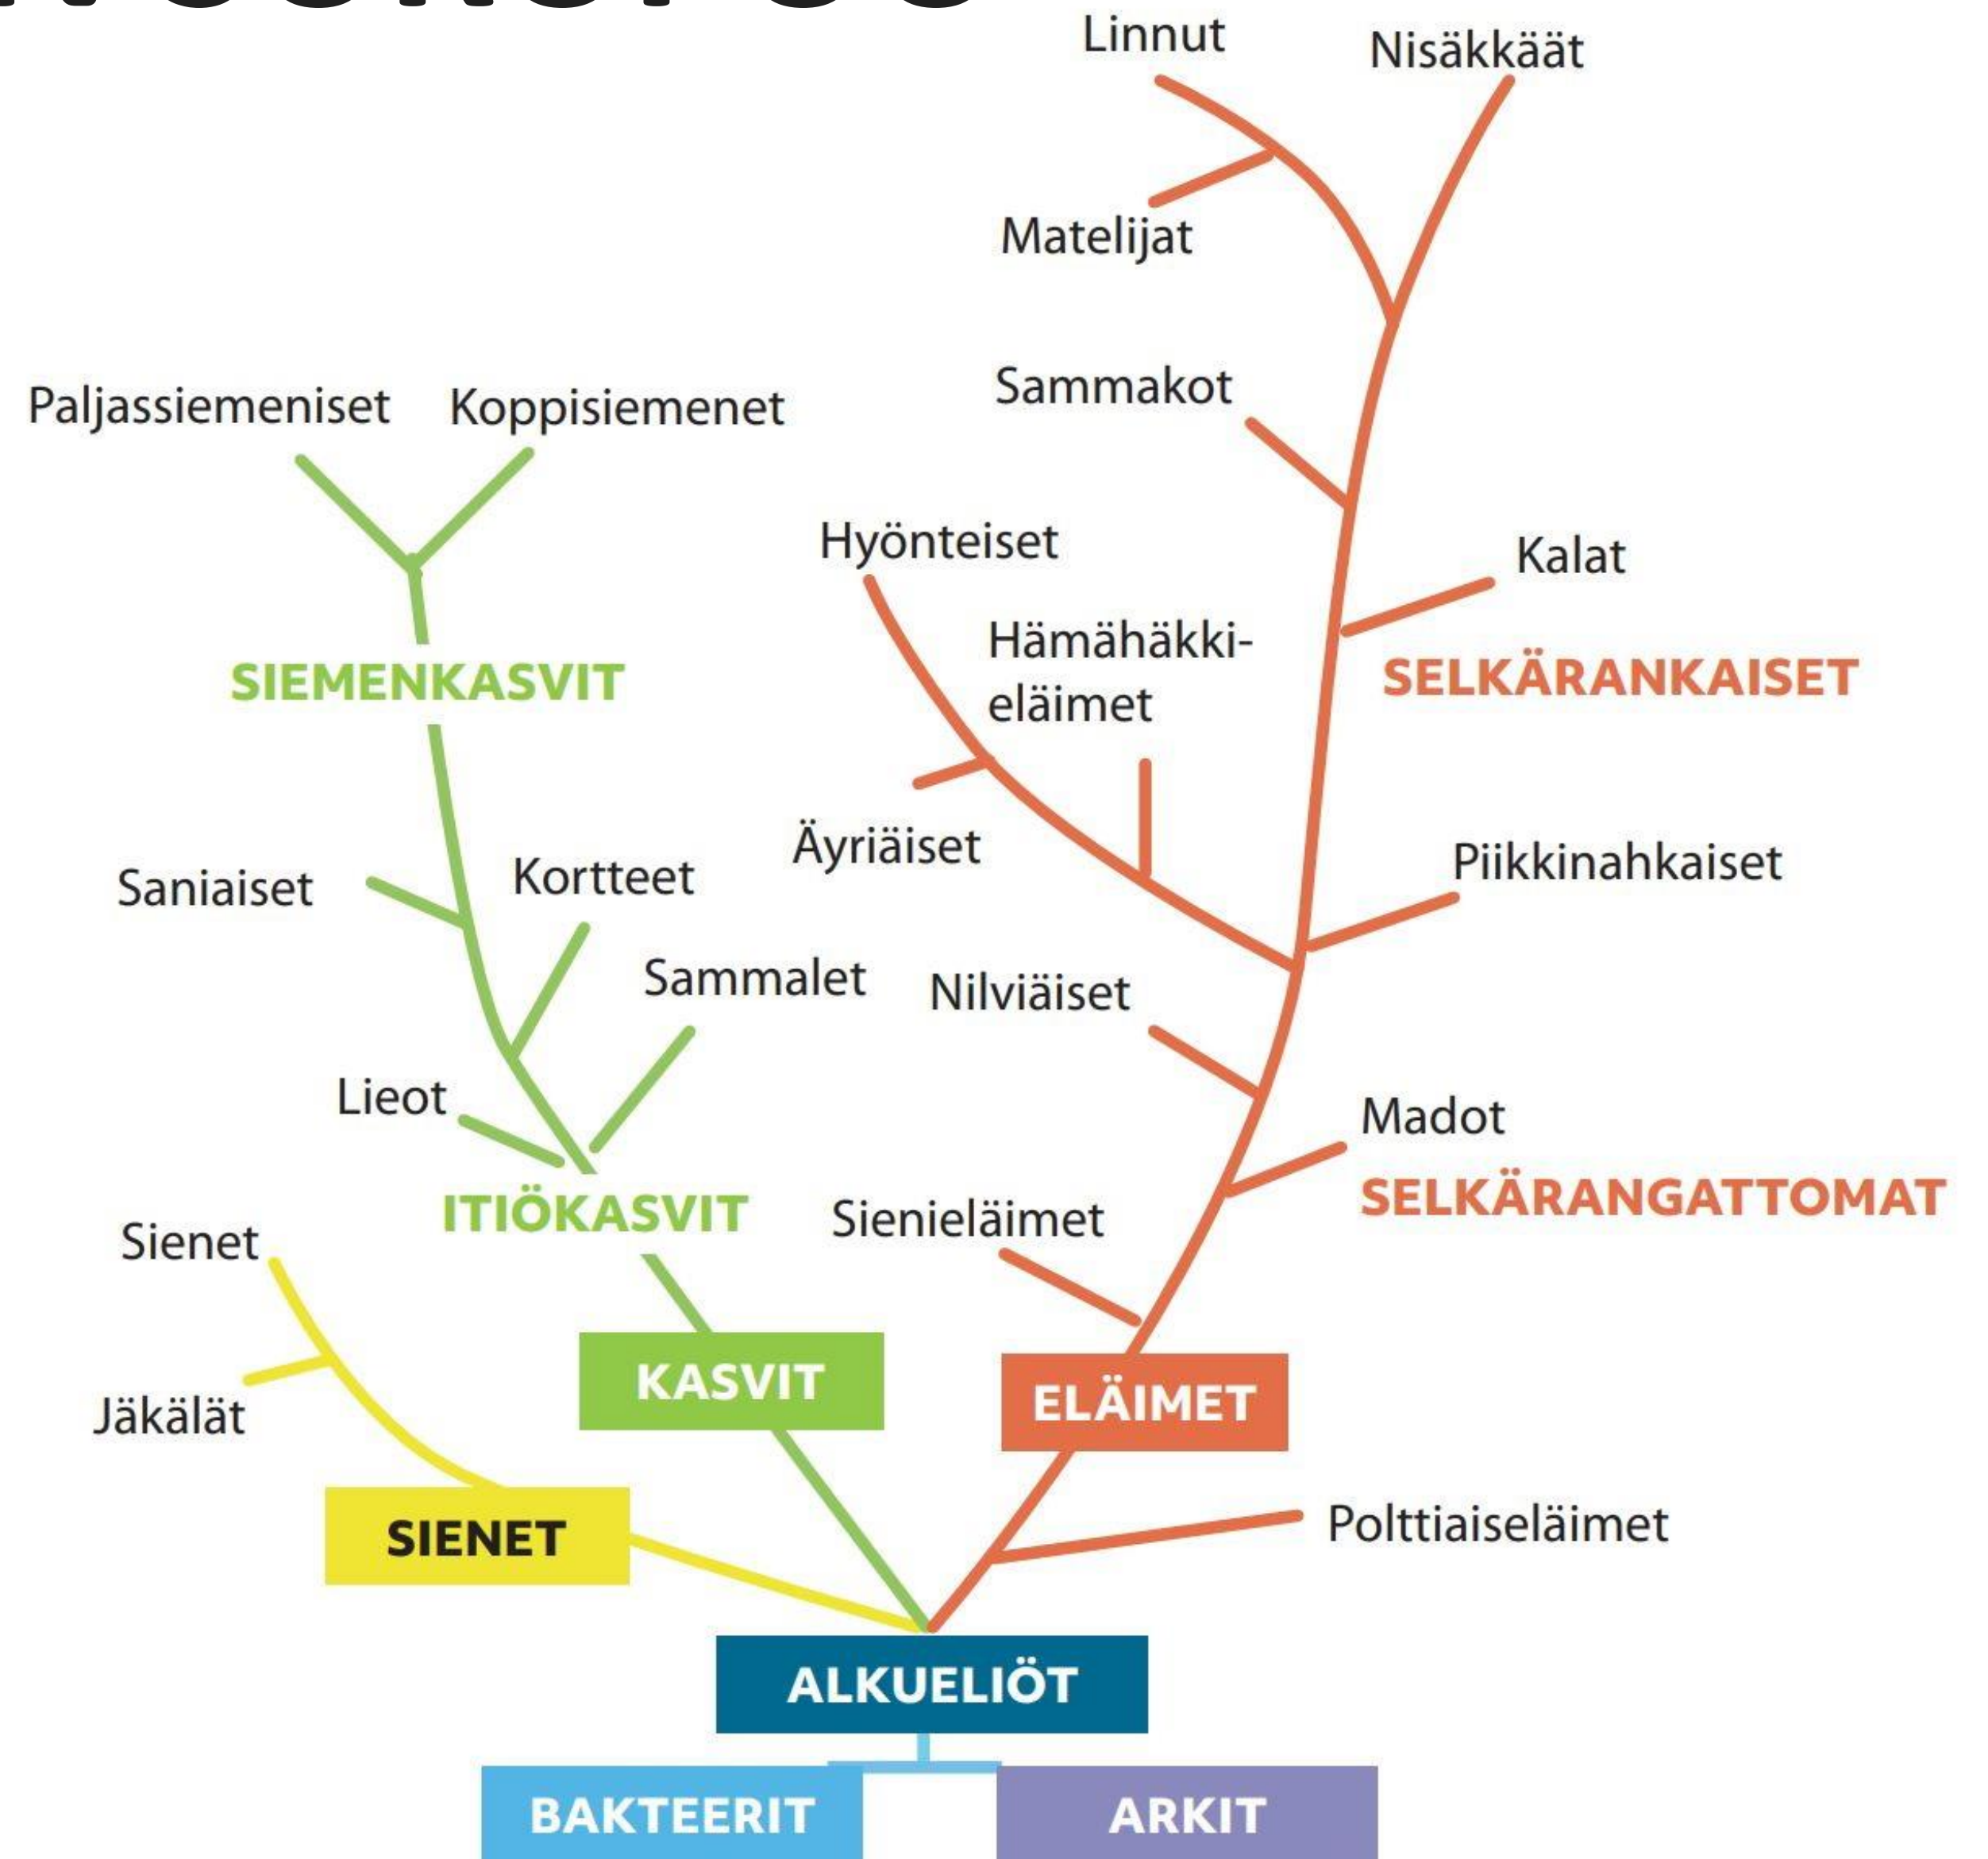 Linnut
Nisäkkäät
Matelijat
Sammakot
Paljassiemeniset
Koppisiemenet
Hyönteiset
Kalat
Hämähäkki-
eläimet
SIEMENKASVIT
SELKÄRANKAISET
Äyriäiset
Piikkinahkaiset
Saniaiset
Kortteet
Sammalet
Nilviäiset
Lieot
Madot
ITIÖKASVIT
Sienieläimet
SELKÄRANGATTOMAT
Sienet
KASVIT
ELÄIMET
Jäkälät
SIENET
Polttiaiseläimet
ALKUELIÖT
BAKTEERIT
ARKIT